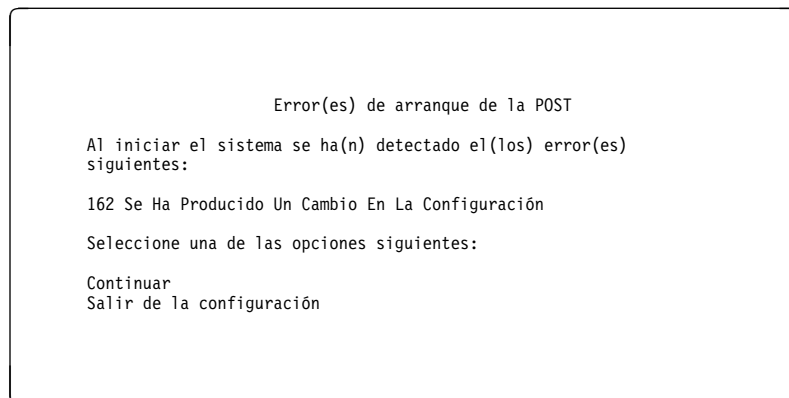 Error(es) de arranque de la POST
Al iniciar el sistema se ha(n) detectado el(los) error(es)
siguientes:
162 Se Ha Producido Un Cambio En La Configuración
Seleccione una de las opciones siguientes:
Continuar
Salir de la configuración